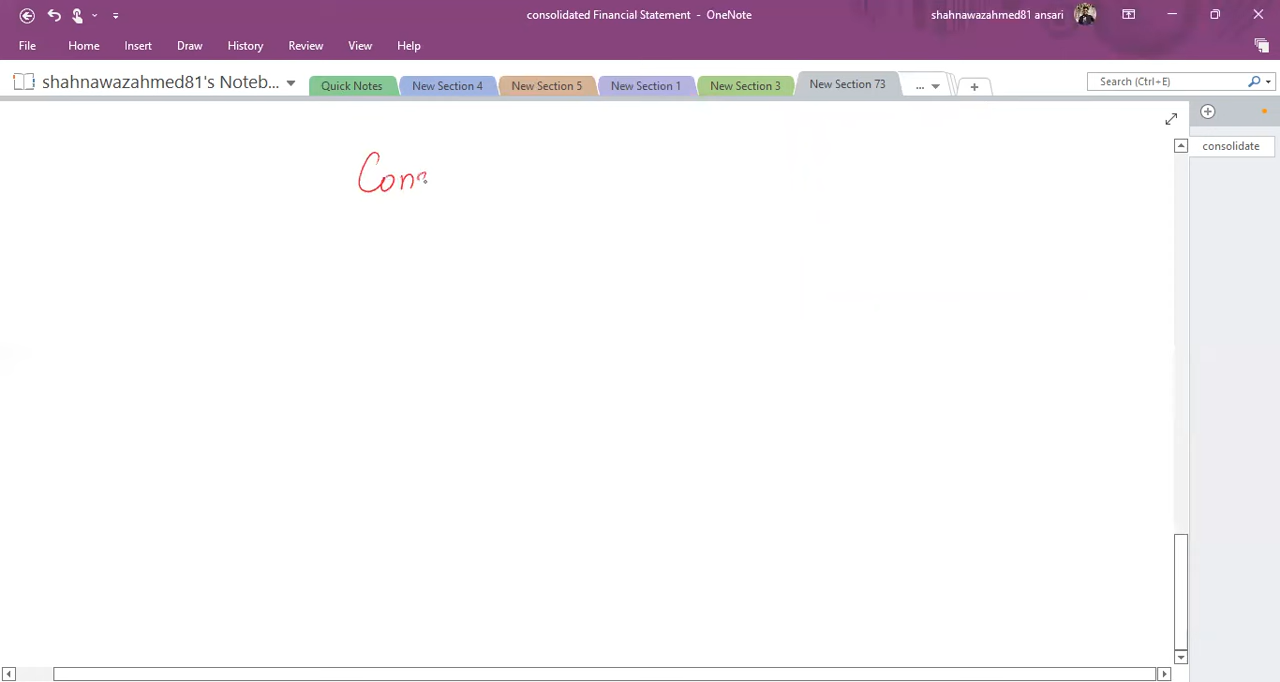 consolidated Financial Statement - OneNote
shahnawazahmed81 ansari
File Home Insert Draw History Review View Help
shahnawazahmed81's Noteb... Quick Notes New Section 4 New Section 5 New Section 1 New Section 3 New Section 73 ... + Search (Ctrl+E)
consolidate
Cons